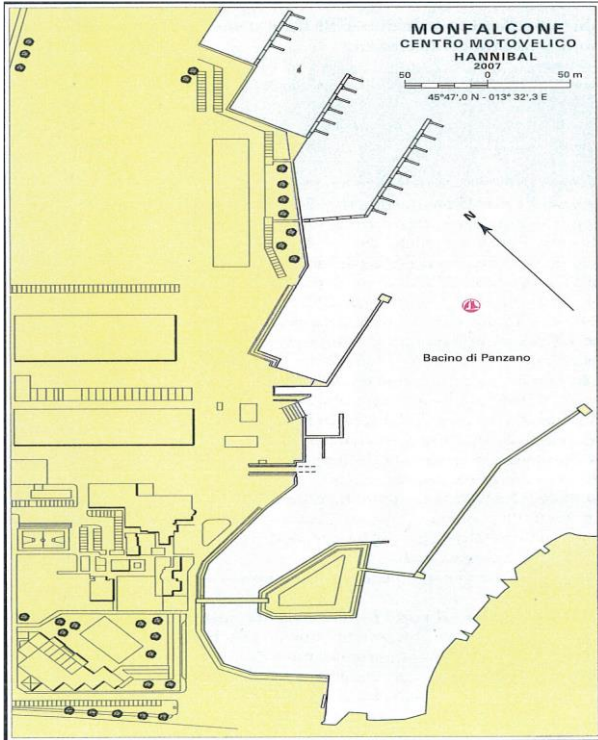 MONFALCONE
CENTRO MOTOVELICO
HANNIBAL
2007
50 0 50 m
45°47',0 N - 013° 32',3 E
N
Bacino di Panzano